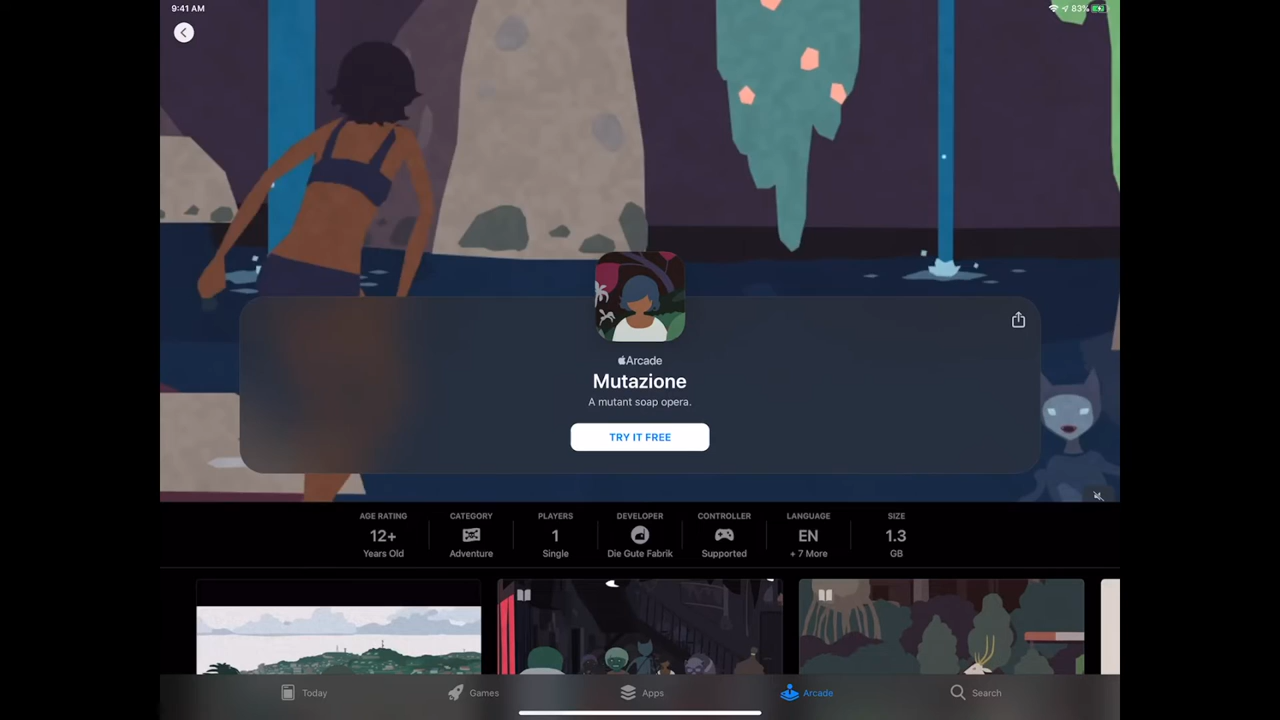 9:41 AM
83%
Arcade
Mutazione
A mutant soap opera.
TRY IT FREE
AGE RATING
12+
Years Old
CATEGORY
Adventure
PLAYERS
1
Single
DEVELOPER
Die Gute Fabrik
CONTROLLER
Supported
LANGUAGE
EN
+ 7 More
SIZE
1.3
GB
Today
Games
Apps
Arcade
Search